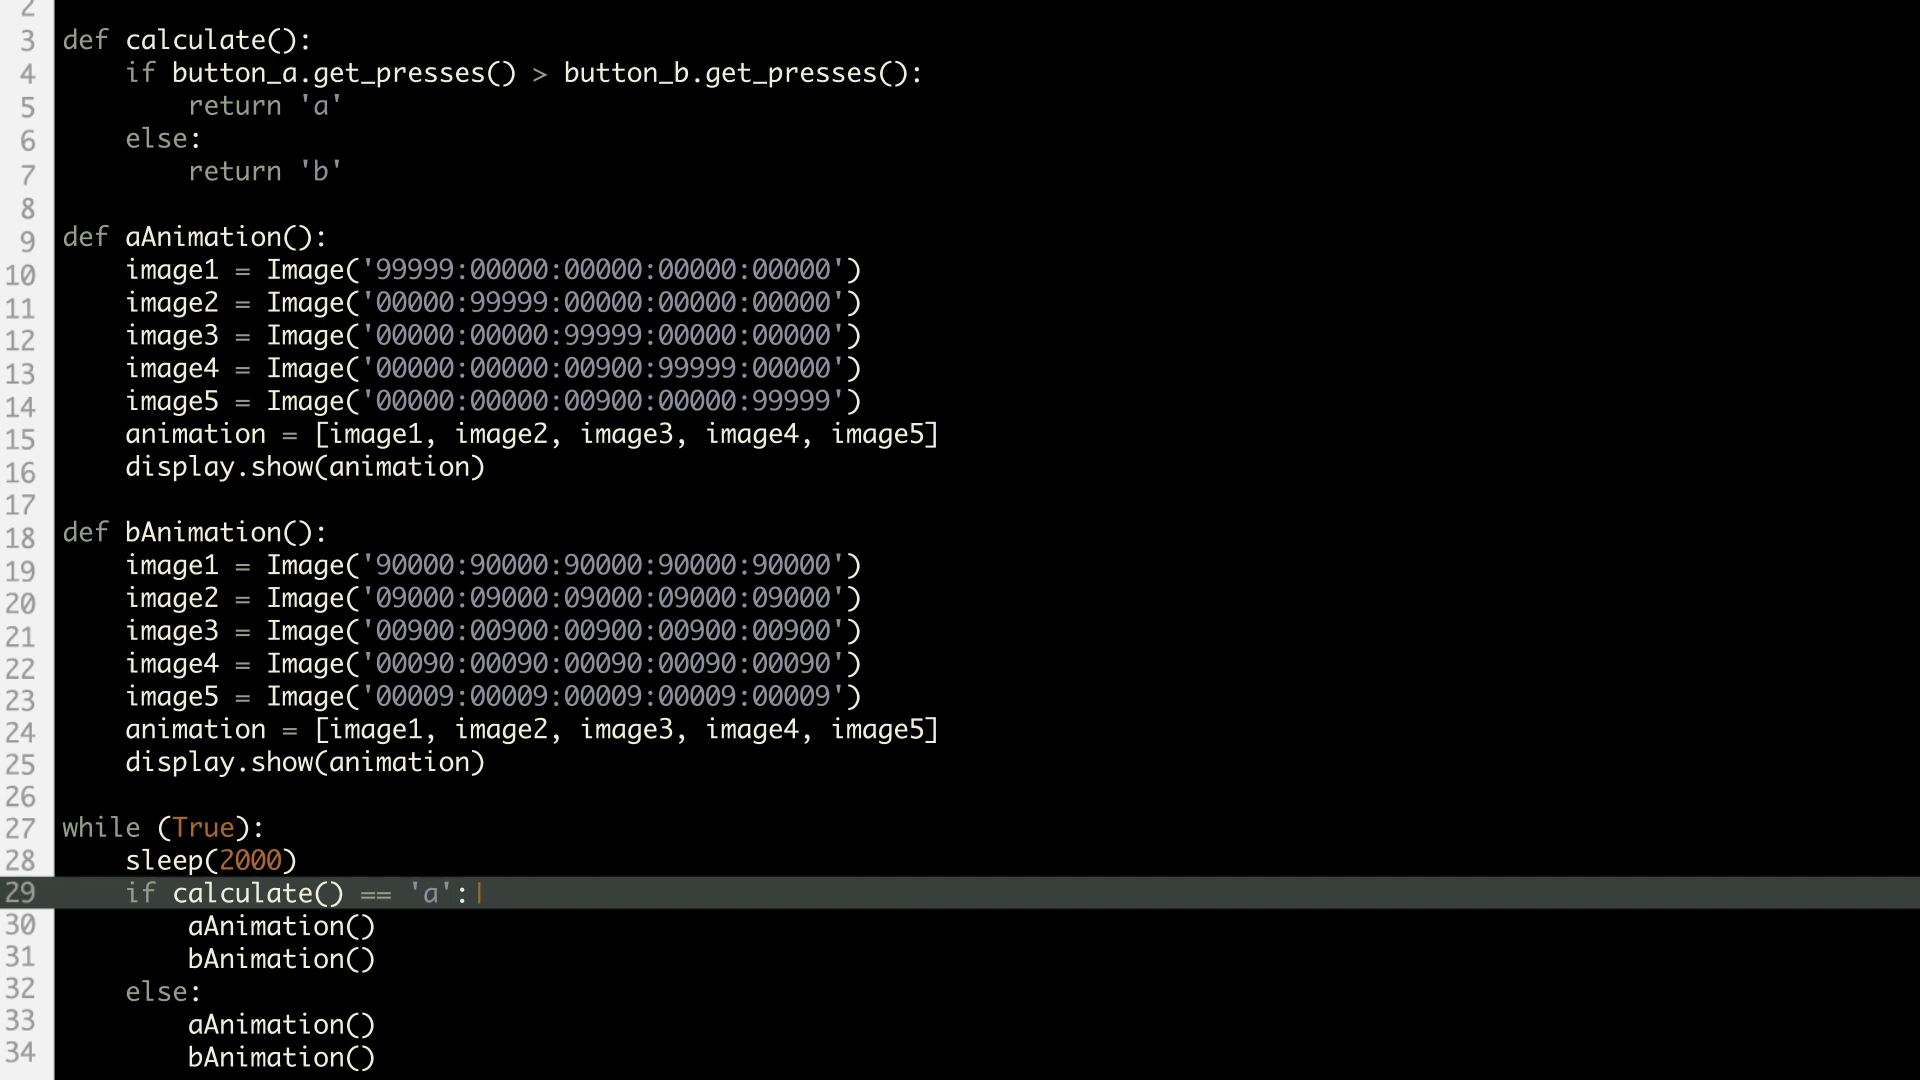 2
3 def calculate():
4 if button_a.get_presses() > button_b.get_presses():
5 return 'a'
6 else:
7 return 'b'
8
9 def aAnimation():
10 image1 = Image('99999:00000:00000:00000:00000')
11 image2 = Image('00000:99999:00000:00000:00000')
12 image3 = Image('00000:00000:99999:00000:00000')
13 image4 = Image('00000:00000:00900:99999:00000')
14 image5 = Image('00000:00000:00900:00000:99999')
15 animation = [image1, image2, image3, image4, image5]
16 display.show(animation)
17
18 def bAnimation():
19 image1 = Image('90000:90000:90000:90000:90000')
20 image2 = Image('09000:09000:09000:09000:09000')
21 image3 = Image('00900:00900:00900:00900:00900')
22 image4 = Image('00090:00090:00090:00090:00090')
23 image5 = Image('00009:00009:00009:00009:00009')
24 animation = [image1, image2, image3, image4, image5]
25 display.show(animation)
26
27 while (True):
28 sleep(2000)
29 if calculate() == 'a':
30 aAnimation()
31 bAnimation()
32 else:
33 aAnimation()
34 bAnimation()